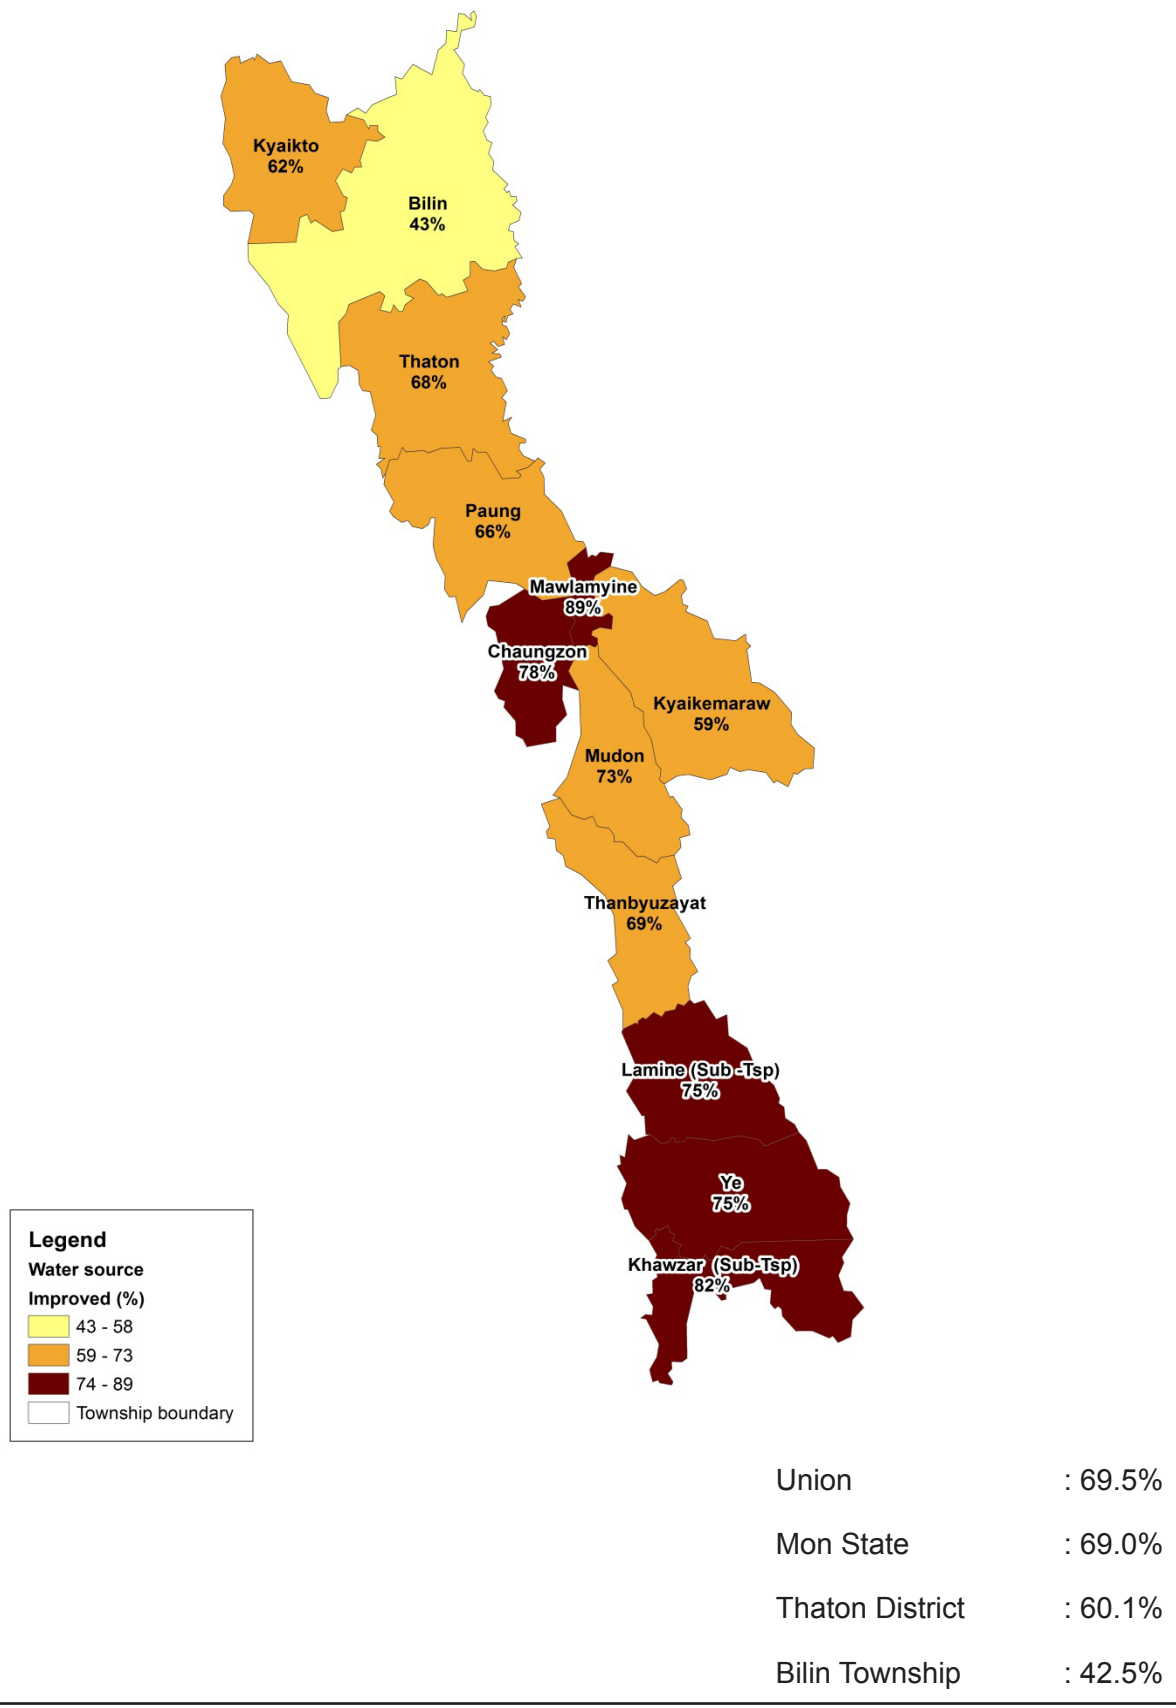 Kyaikto
62%
Bilin
43%
Thaton
68%
Paung
66%
Mawlamyine
89%
Chaungzon
78%
Kyaikemaraw
59%
Mudon
73%
Thanbyuzayat
69%
Lamine (Sub -Tsp)
75%
Ye
75%
Khawzar (Sub-Tsp)
82%
Legend
Water source
Improved (%)
43 - 58
59 - 73
74 - 89
Township boundary
Union : 69.5%
Mon State : 69.0%
Thaton District : 60.1%
Bilin Township : 42.5%